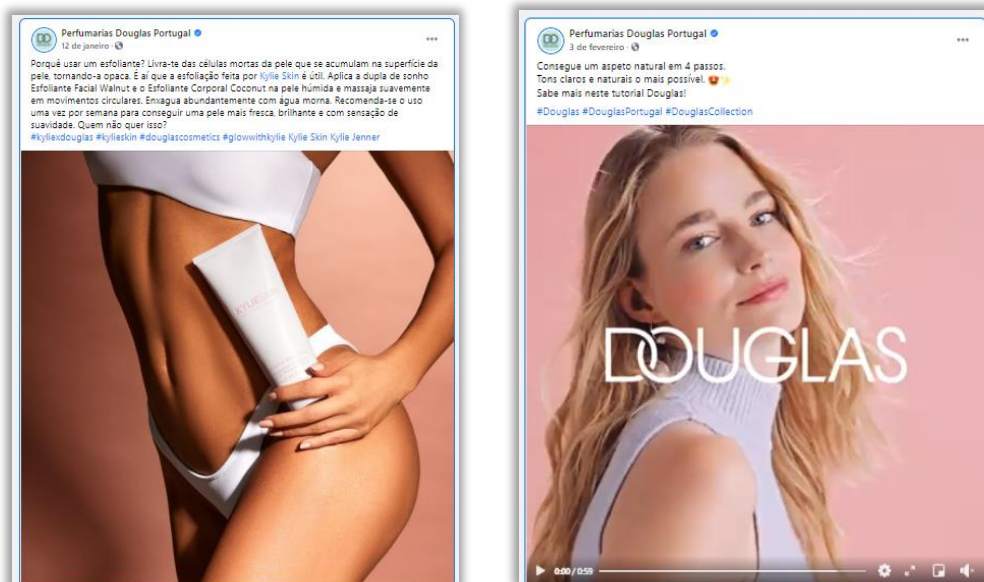 Perfumarias Douglas Portugal
12 de janeiro ·
Porquê usar um esfoliante? Livra-te das células mortas da pele que se acumulam na superfície da
pele, tornando-a opaca. É aí que a esfoliação feita por Kylie Skin é útil. Aplica a dupla de sonho
Esfoliante Facial Walnut e o Esfoliante Corporal Coconut na pele húmida e massaja suavemente
em movimentos circulares. Enxagua abundantemente com água morna. Recomenda-se o uso
uma vez por semana para conseguir uma pele mais fresca, brilhante e com sensação de
suavidade. Quem não quer isso?
#kyliexdouglas #kylieskin #douglascosmetics #glowwithkylie Kylie Skin Kylie Jenner
KYLIESKIN
Perfumarias Douglas Portugal
3 de fevereiro ·
Consegue um aspeto natural em 4 passos.
Tons claros e naturais o mais possível.
Sabe mais neste tutorial Douglas!
#Douglas #DouglasPortugal #DouglasCollection
DOUGLAS
0:00 / 0:59